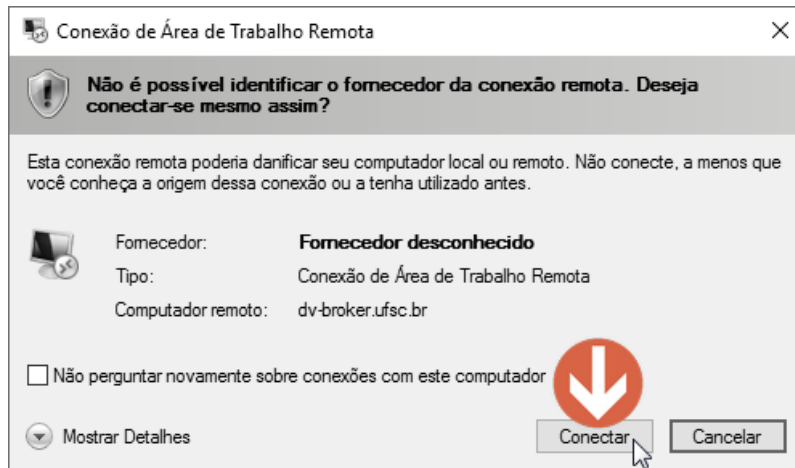 Conexão de Área de Trabalho Remota
Não é possível identificar o fornecedor da conexão remota. Deseja
conectar-se mesmo assim?
Esta conexão remota poderia danificar seu computador local ou remoto. Não conecte, a menos que
você conheça a origem dessa conexão ou a tenha utilizado antes.
Fornecedor: Fornecedor desconhecido
Tipo: Conexão de Área de Trabalho Remota
Computador remoto: dv-broker.ufsc.br
Não perguntar novamente sobre conexões com este computador
Mostrar Detalhes Conectar Cancelar